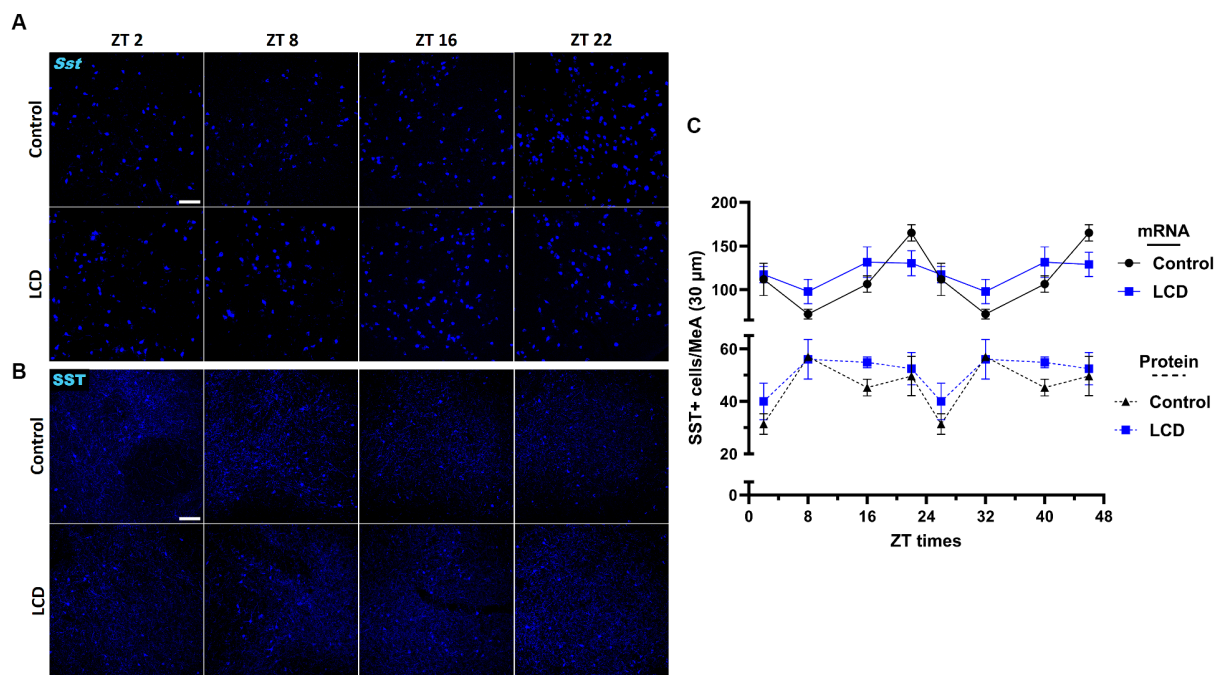 A
ZT 2 ZT 8 ZT 16 ZT 22
Sst
Control
LCD
B
SST
Control
LCD
C
SST+ cells/MeA (30 µm)
200
150
100
60
40
20
0
0 8 16 24 32 40 48
ZT times
mRNA
Control
LCD
Protein
Control
LCD